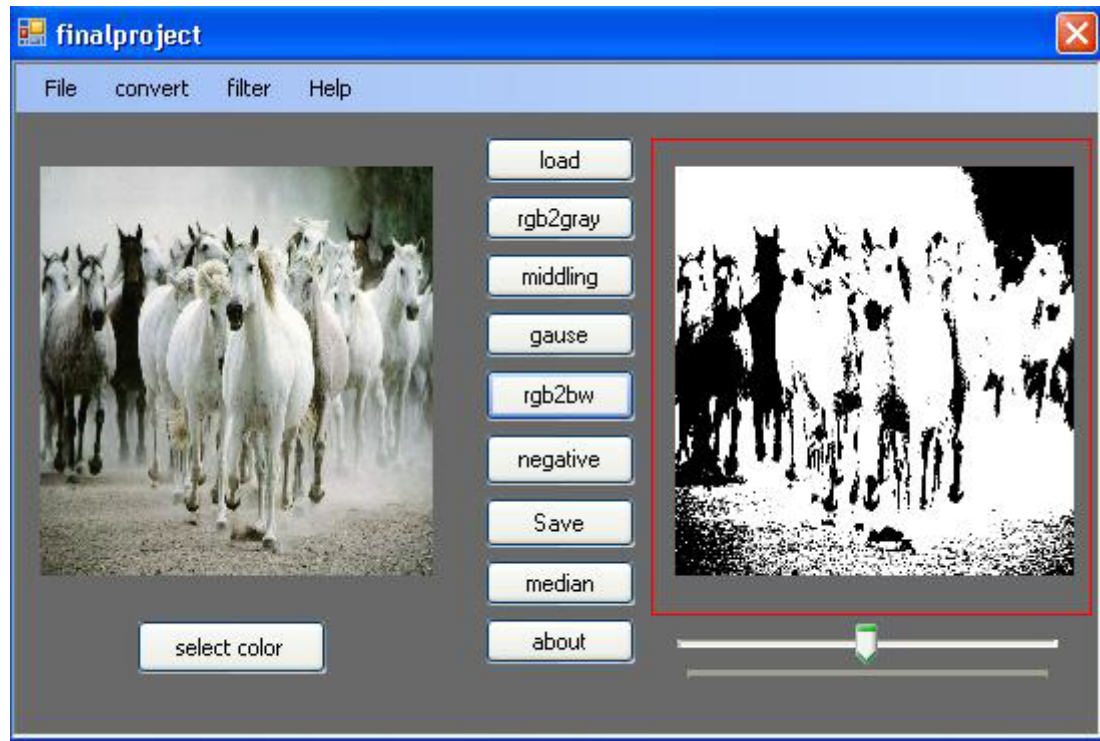 finalproject
File convert filter Help
load
rgb2gray
middling
gause
rgb2bw
negative
Save
median
about
select color